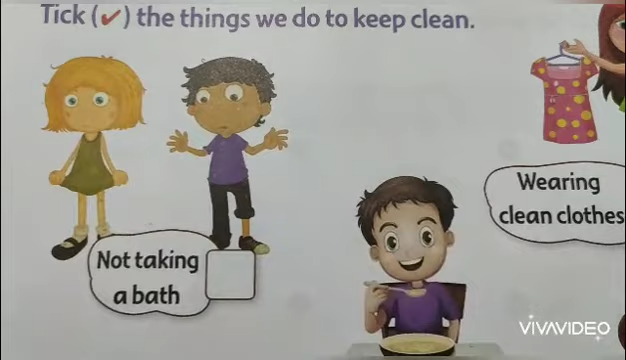 Tick (✓) the things we do to keep clean.
Wearing
clean clothes
Not taking
a bath
VIVAVIDEO